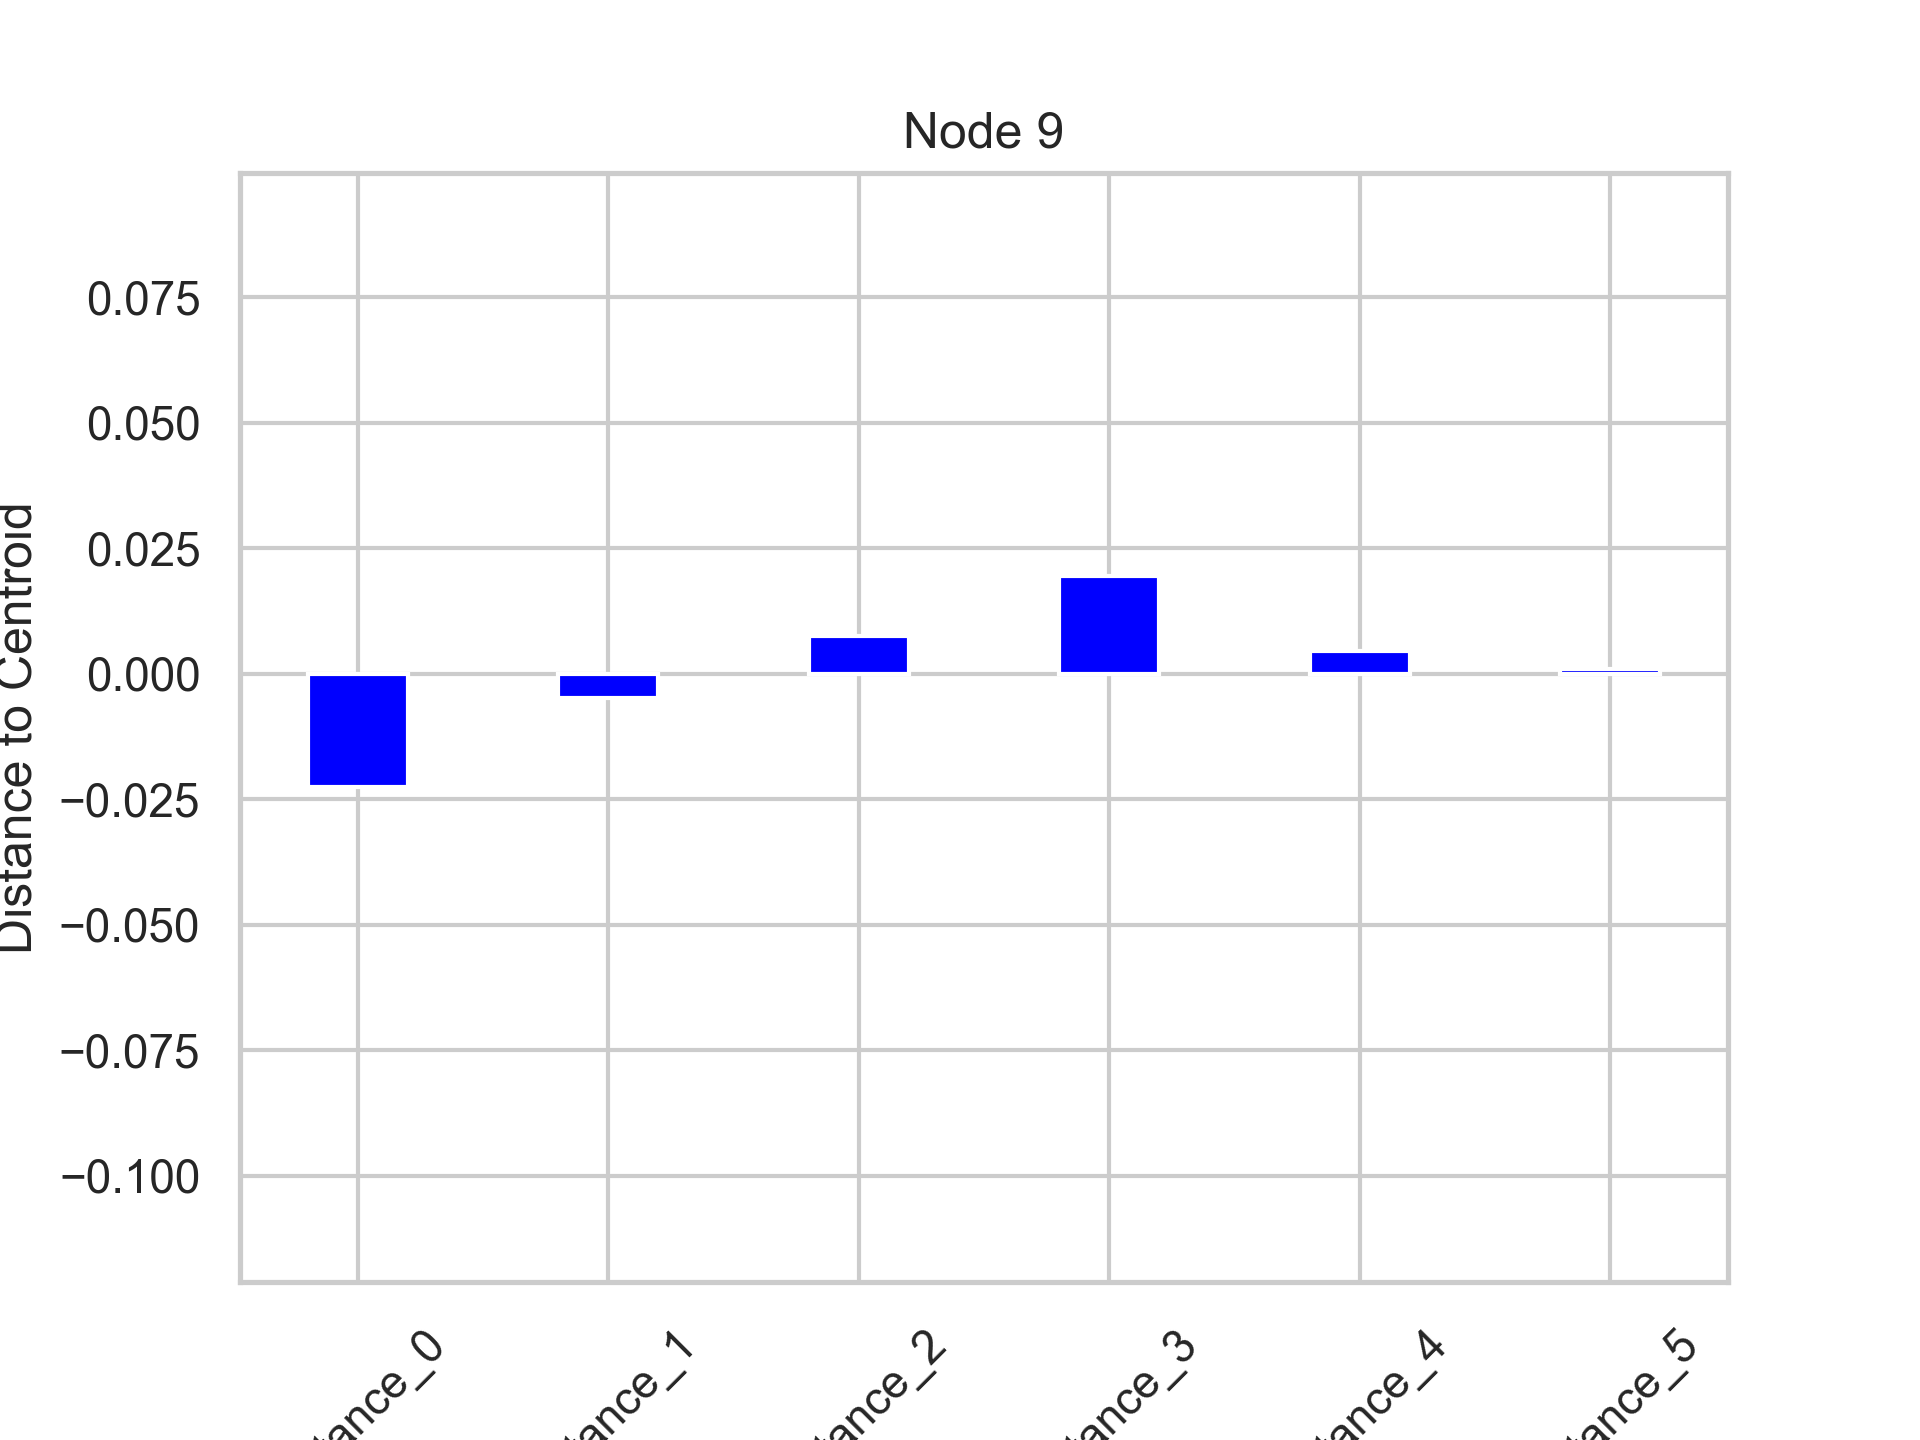 Node 9
0.075
0.050
0.025
0.000
−0.025
−0.050
−0.075
−0.100
Distance to Centroid
tance_0
tance_1
tance_2
tance_3
tance_4
tance_5